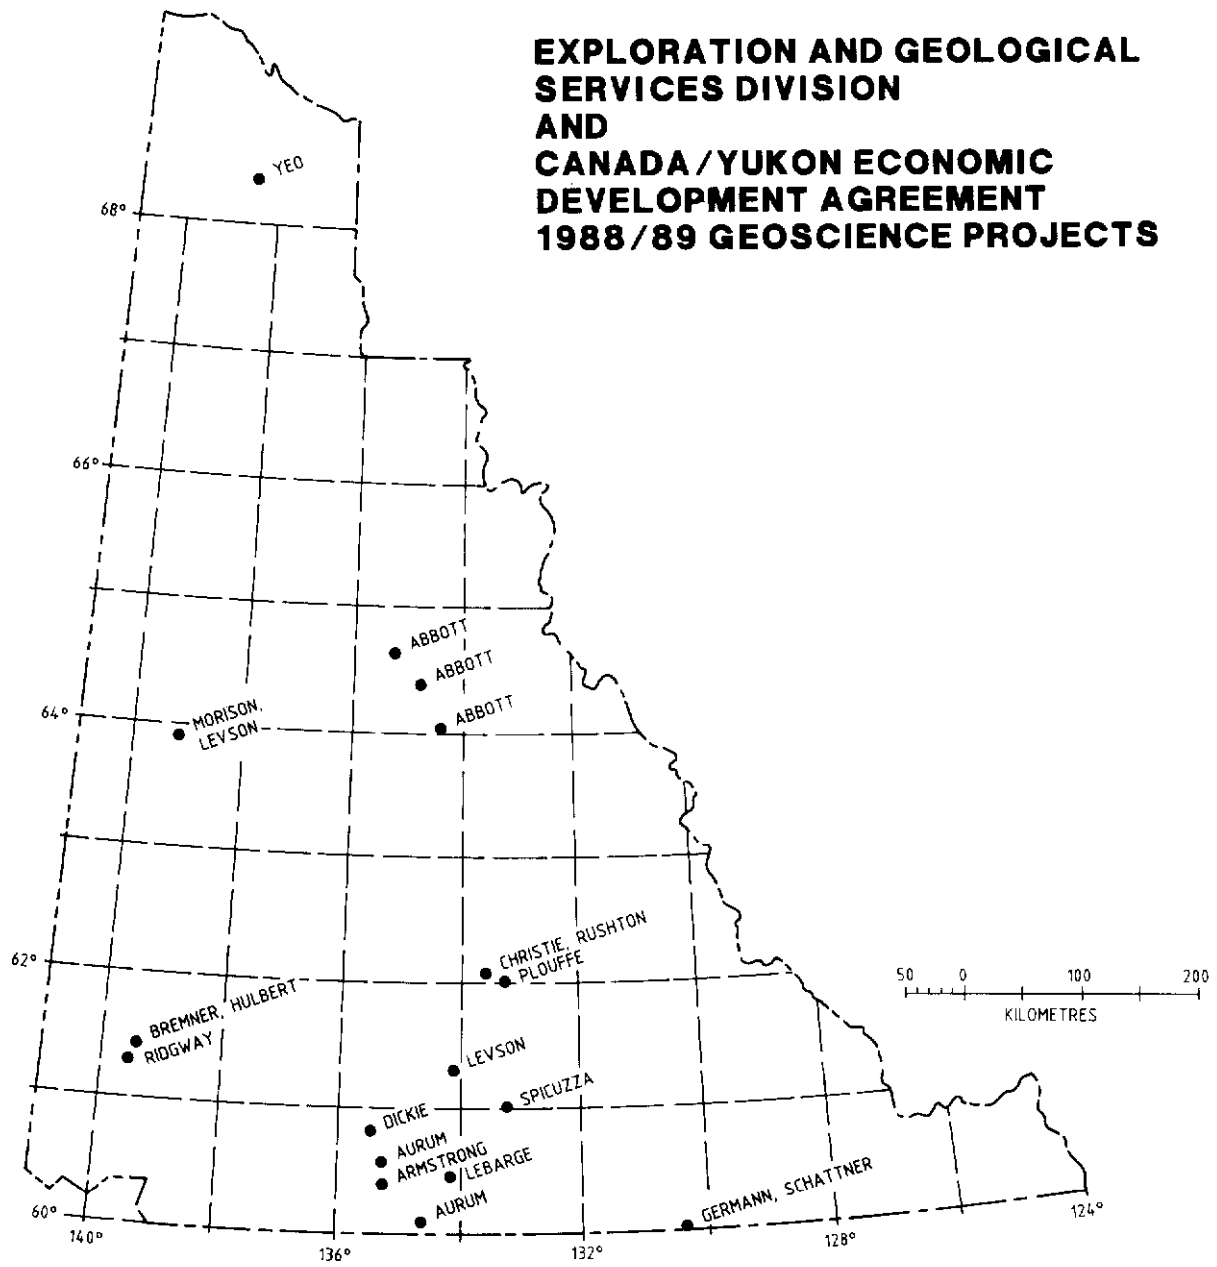 EXPLORATION AND GEOLOGICAL
SERVICES DIVISION
AND
CANADA/YUKON ECONOMIC
DEVELOPMENT AGREEMENT
1988/89 GEOSCIENCE PROJECTS
YEO
68°
66°
ABBOTT
ABBOTT
ABBOTT
64°
MORISON,
LEVSON
CHRISTIE, RUSHTON
PLOUFFE
62°
50 0 100 200
KILOMETRES
BREMNER, HULBERT
RIDGWAY
LEVSON
SPICUZZA
DICKIE
AURUM
ARMSTRONG
LEBARGE
AURUM
GERMANN, SCHATTNER
60°
140°
136°
132°
128°
124°